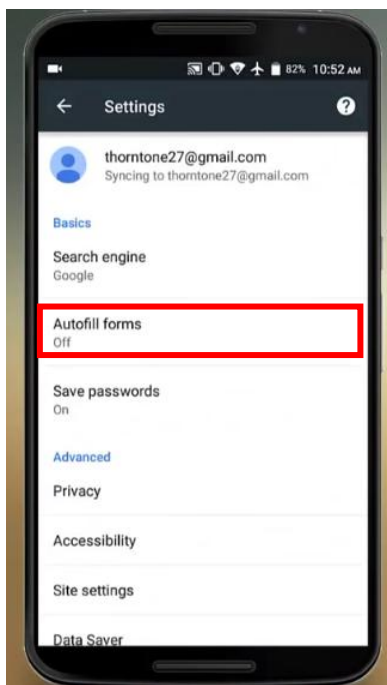 82% 10:52 AM
Settings
?
thorntone27@gmail.com
Syncing to thorntone27@gmail.com
Basics
Search engine
Google
Autofill forms
Off
Save passwords
On
Advanced
Privacy
Accessibility
Site settings
Data Saver